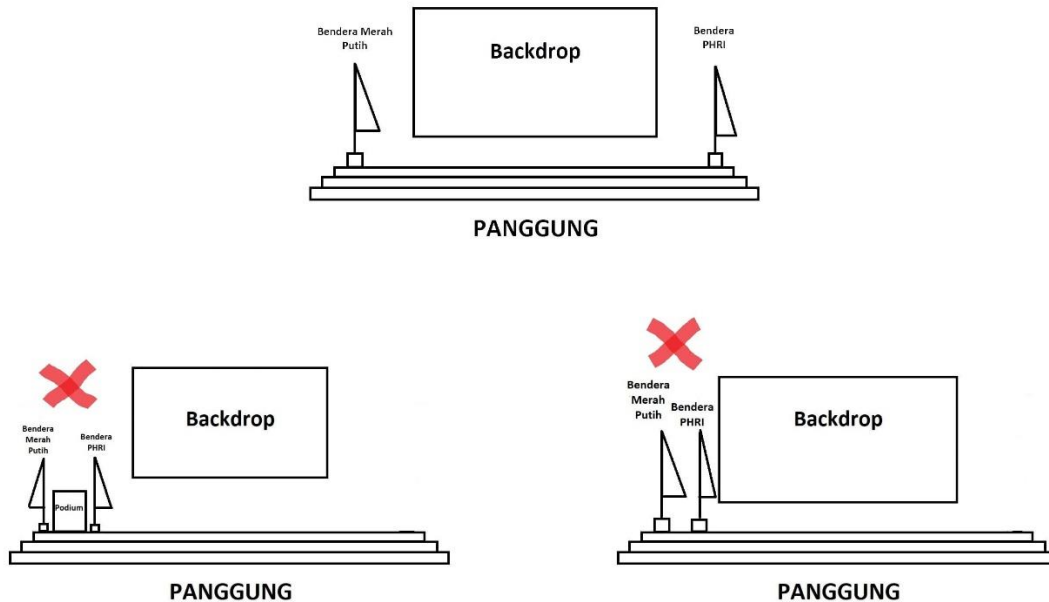 Bendera Merah
Putih
Backdrop
Bendera
PHRI
PANGGUNG
Bendera
Merah
Putih
Bendera
PHRI
Podium
Backdrop
PANGGUNG
Bendera
Merah
Putih
Bendera
PHRI
Backdrop
PANGGUNG